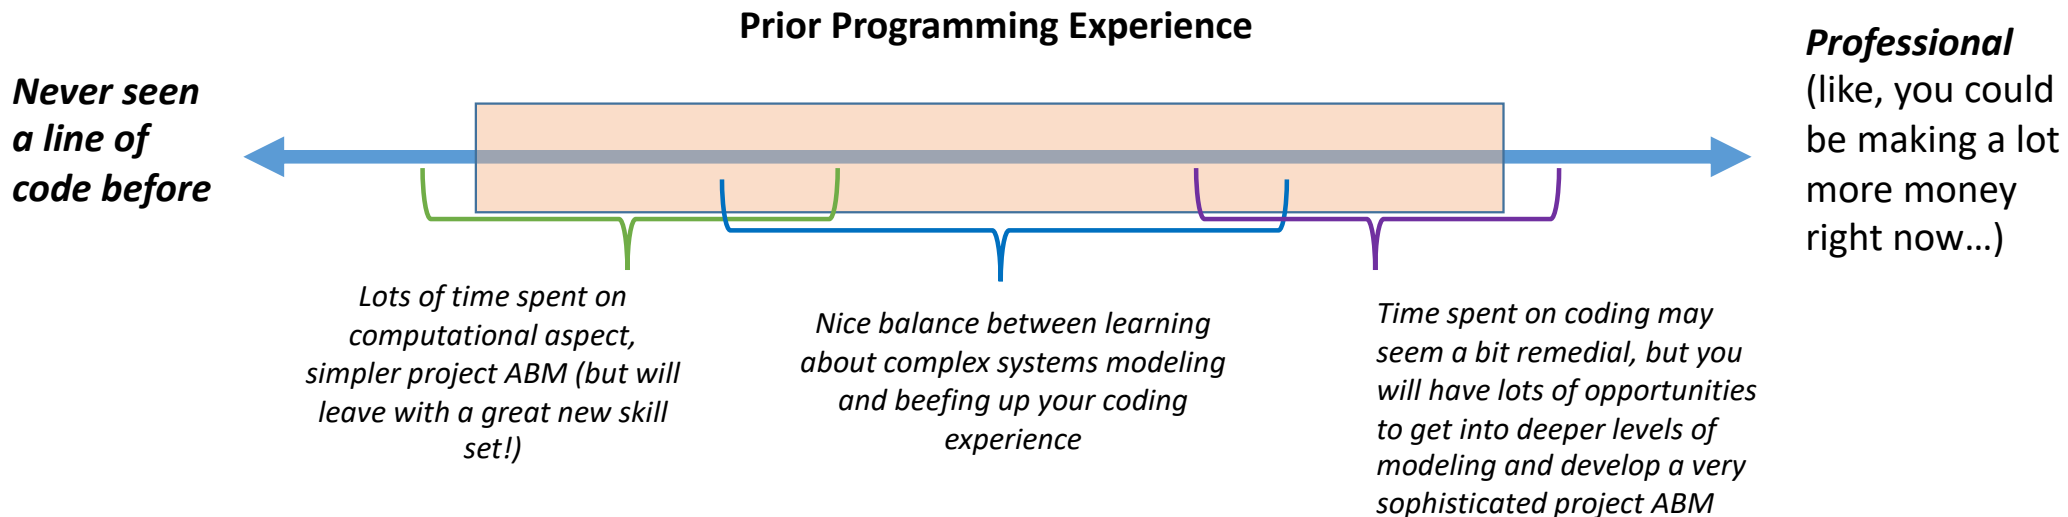 Prior Programming Experience
Never seen
a line of
code before
Professional
(like, you could
be making a lot
more money
right now…)
Lots of time spent on
computational aspect,
simpler project ABM (but will
leave with a great new skill
set!)
Nice balance between learning
about complex systems modeling
and beefing up your coding
experience
Time spent on coding may
seem a bit remedial, but you
will have lots of opportunities
to get into deeper levels of
modeling and develop a very
sophisticated project ABM